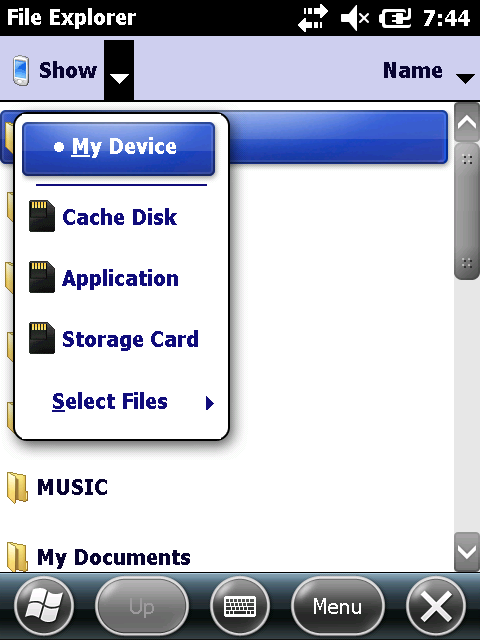 File Explorer 7:44
Show Name
My Device
Cache Disk
Application
Storage Card
Select Files
MUSIC
My Documents
Up Menu